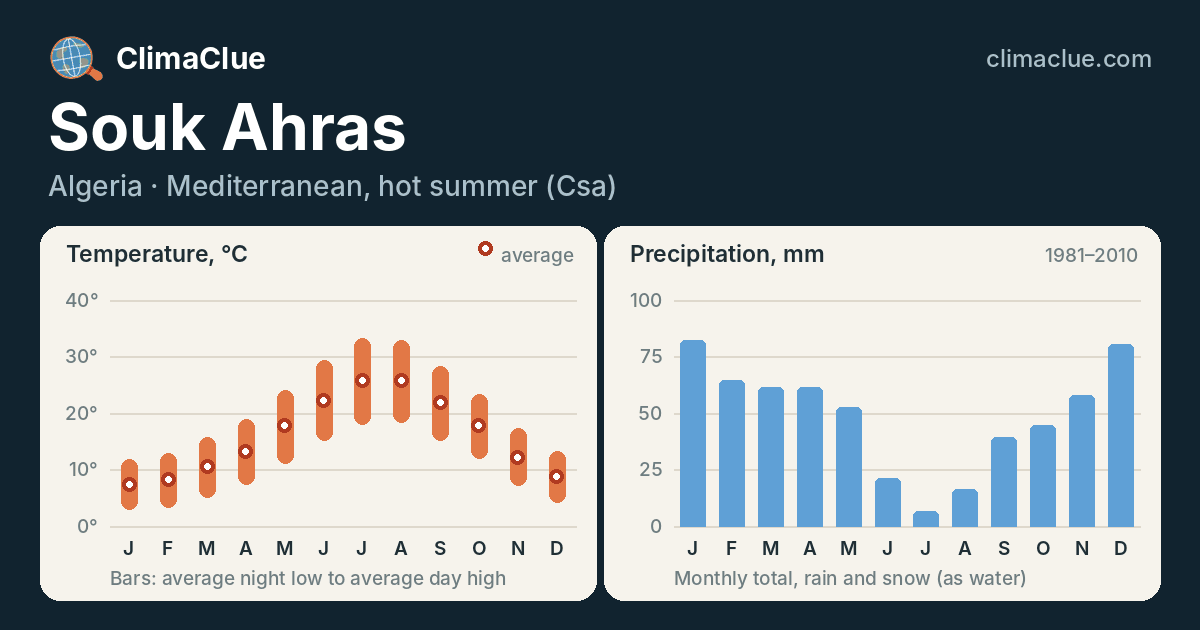 ClimaClue
climaclue.com
Souk Ahras
Algeria · Mediterranean, hot summer (Csa)
Temperature, °C
average
40°
30°
20°
10°
0°
J F M A M J J A S O N D
Bars: average night low to average day high
Precipitation, mm
1981–2010
100
75
50
25
0
J F M A M J J A S O N D
Monthly total, rain and snow (as water)